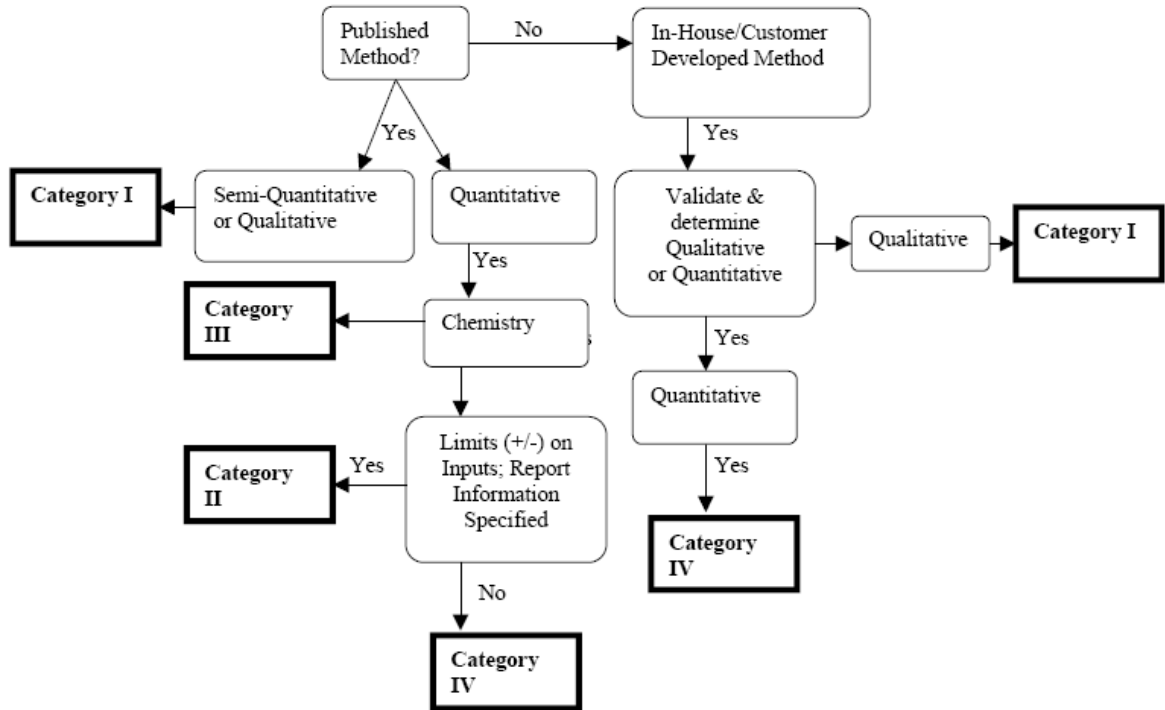 Published
Method?
No
In-House/Customer
Developed Method
Yes
Yes
Category I
Semi-Quantitative
or Qualitative
Quantitative
Validate &
determine
Qualitative
or Quantitative
Qualitative
Category I
Yes
Category
III
Chemistry
s
Yes
Quantitative
Limits (+/-) on
Inputs; Report
Information
Specified
Yes
Category
II
Yes
Category
IV
No
Category
IV